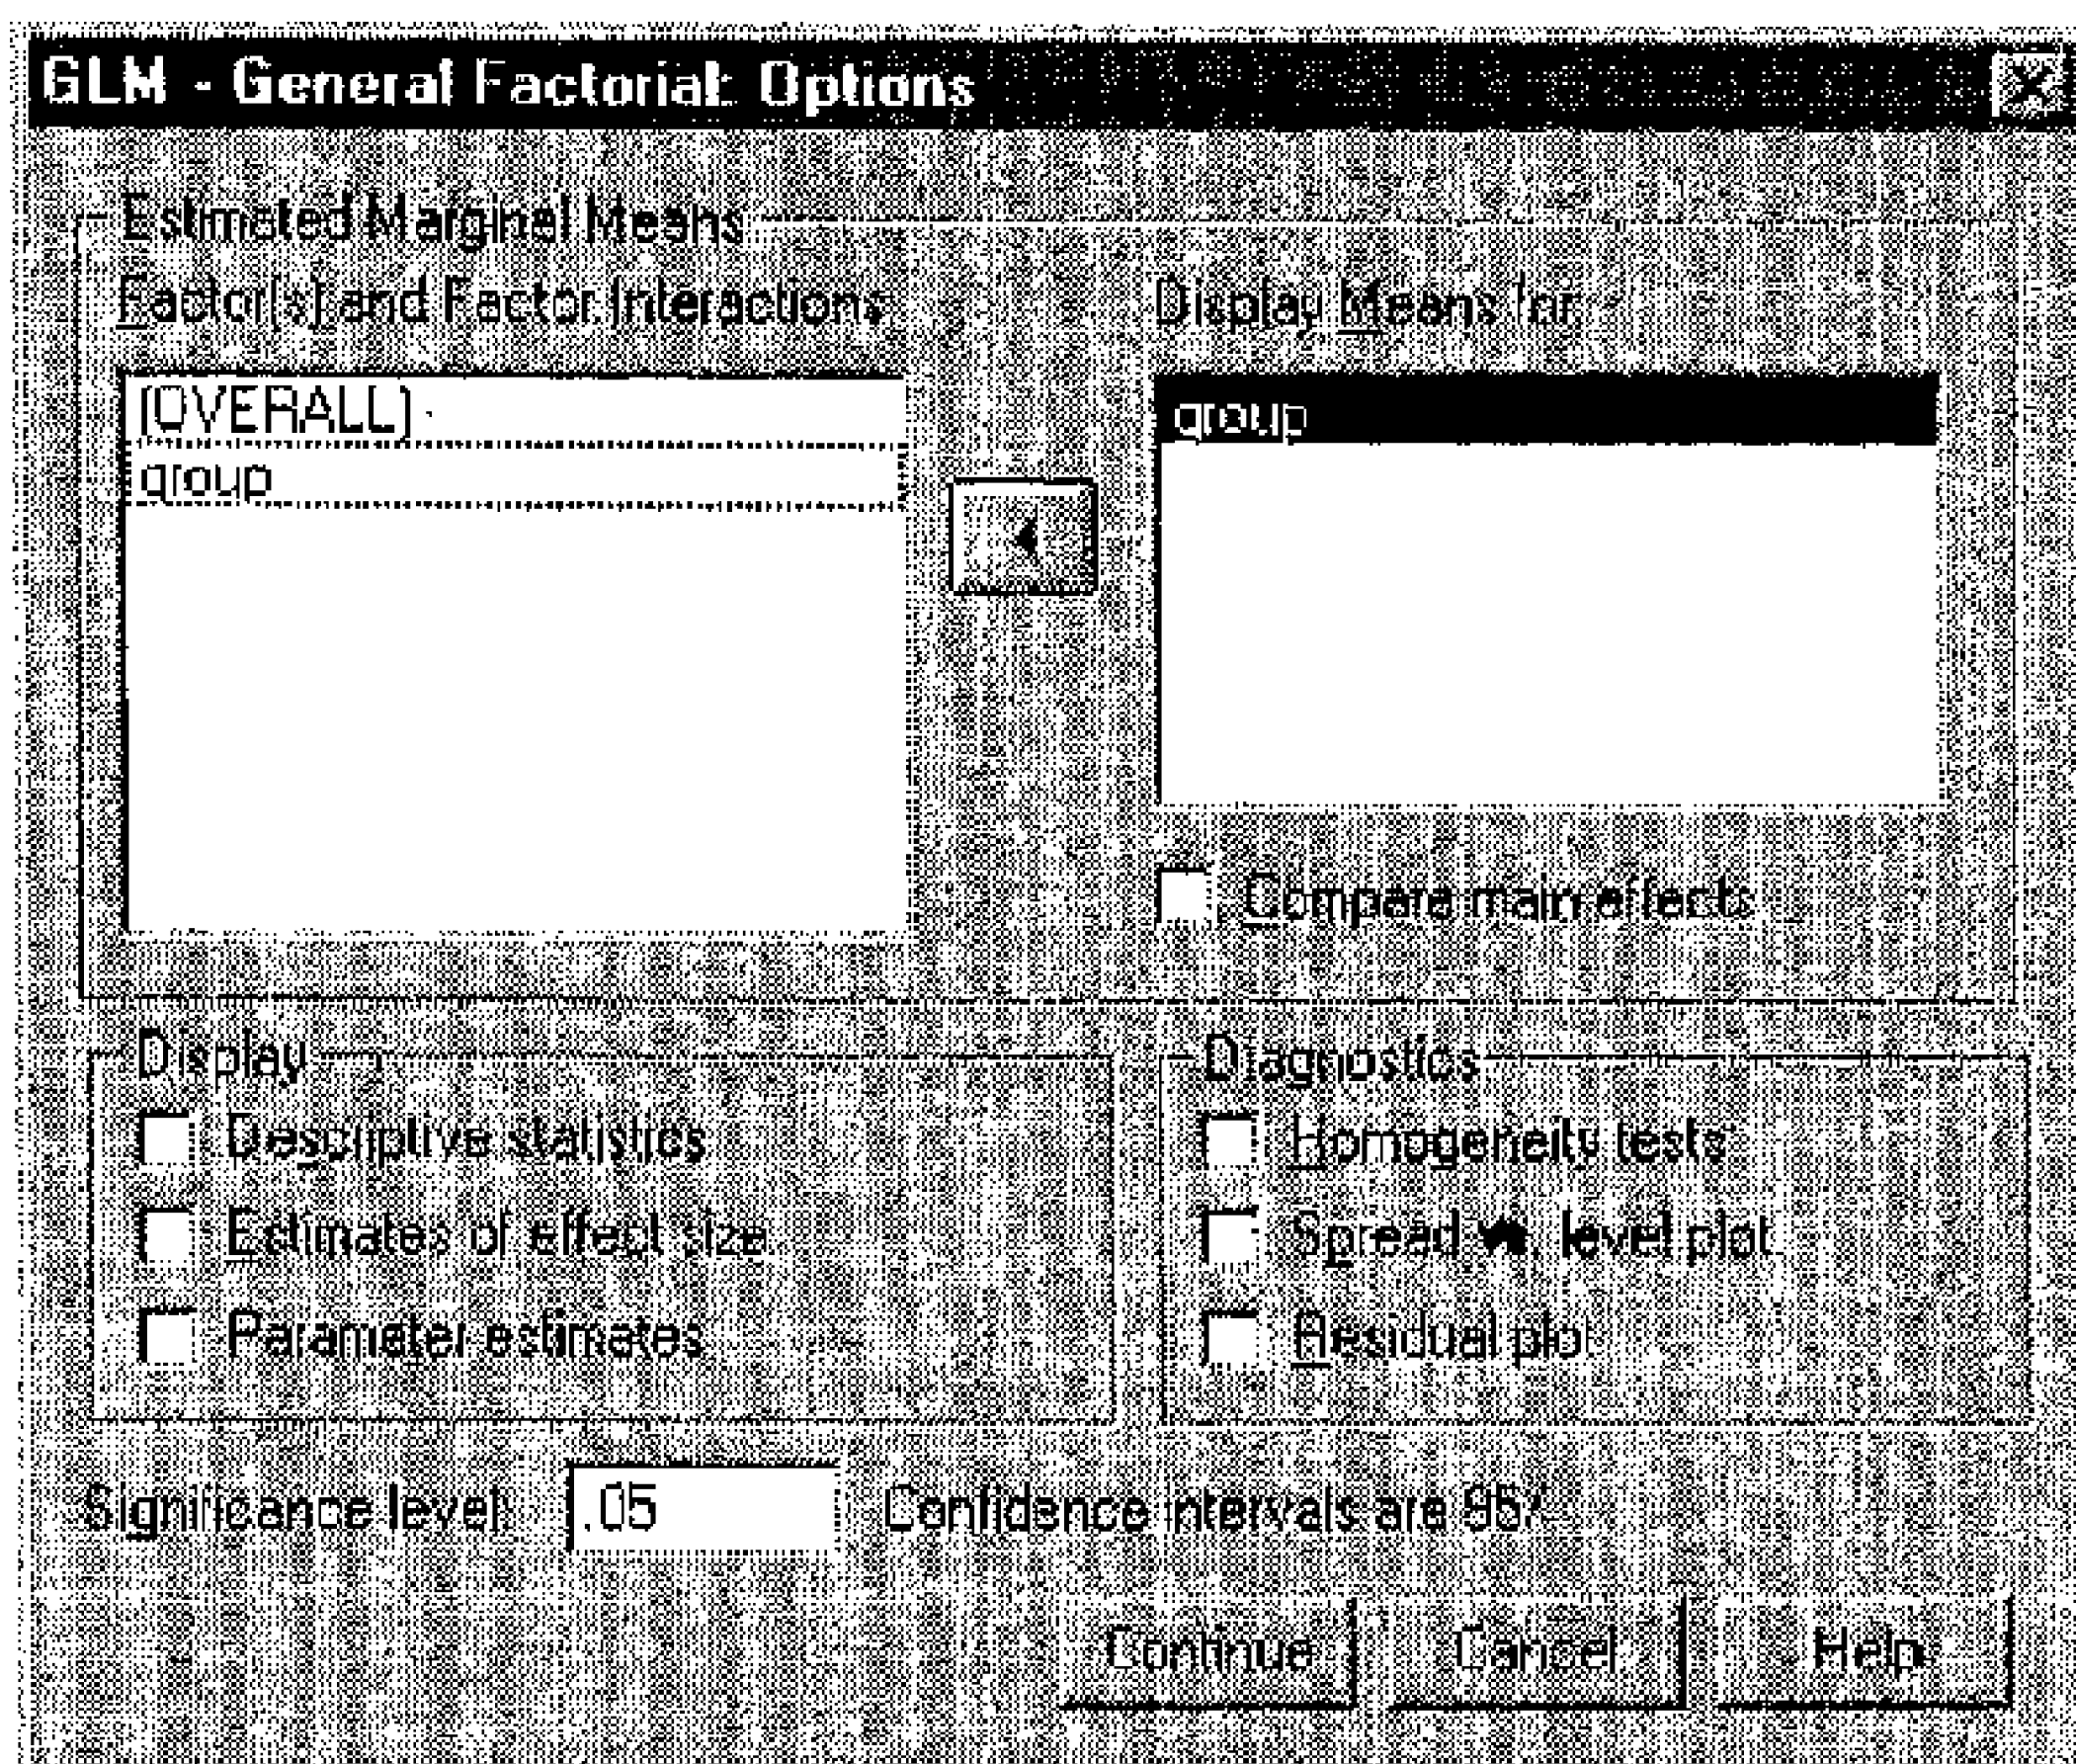 GLM - General Factorial: Options
Estimated Marginal Means
Factor(s) and Factor Interactions
(OVERALL)
group
Display Means for
group
Compare main effects
Display
Descriptive statistics
Estimates of effect size
Parameter estimates
Diagnostics
Homogeneity tests
Spread vs. level plot
Residual plot
Significance level: .05 Confidence intervals are 95%
Continue Cancel Help